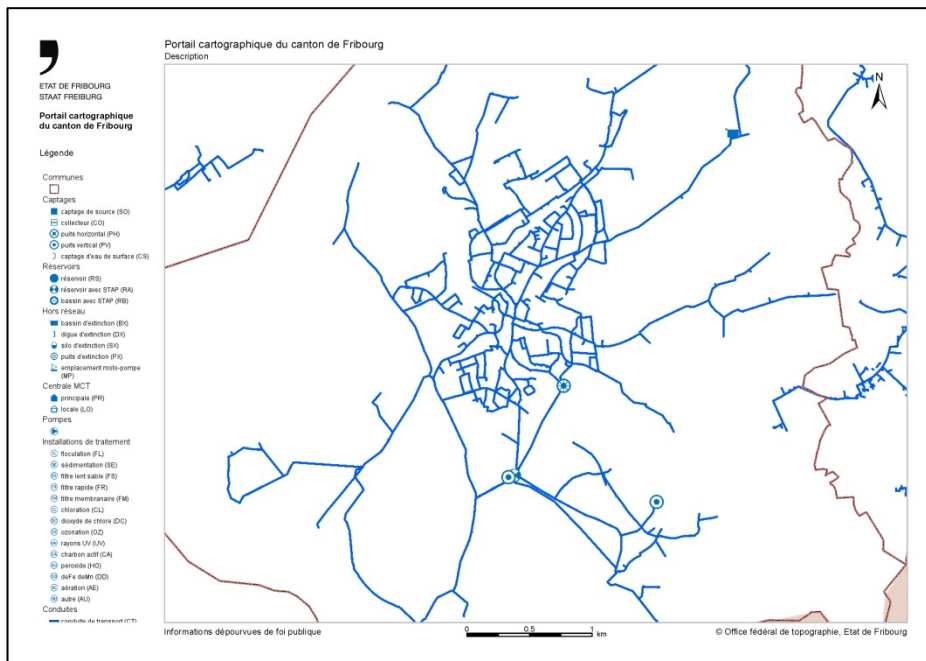 Portail cartographique du canton de Fribourg
Description
ETAT DE FRIBOURG
STAAT FREIBURG
Portail cartographique
du canton de Fribourg
Légende
Communes
Captages
captage de source (SO)
collecteur (CO)
puits horizontal (PH)
puits vertical (PV)
captage d'eau de surface (CS)
Réservoirs
réservoir (RS)
réservoir avec STAP (RA)
bassin avec STAP (RB)
Hors réseau
bassin d'extinction (BX)
digue d'extinction (DX)
silo d'extinction (SX)
puits d'extinction (PX)
emplacement moto-pompe
(MP)
Centrale MCT
principale (PR)
locale (LO)
Pompes
Installations de traitement
floculation (FL)
sédimentation (SE)
filtre lent sable (FS)
filtre rapide (FR)
filtre membranaire (FM)
chloration (CL)
dioxyde de chlore (DC)
ozonation (OZ)
rayons UV (UV)
charbon actif (CA)
peroxide (HO)
deFe deMn (DD)
aération (AE)
autre (AU)
Conduites
conduite de transport (CT)
N
Informations dépourvues de foi publique
0 0.5 1
km
© Office fédéral de topographie, Etat de Fribourg